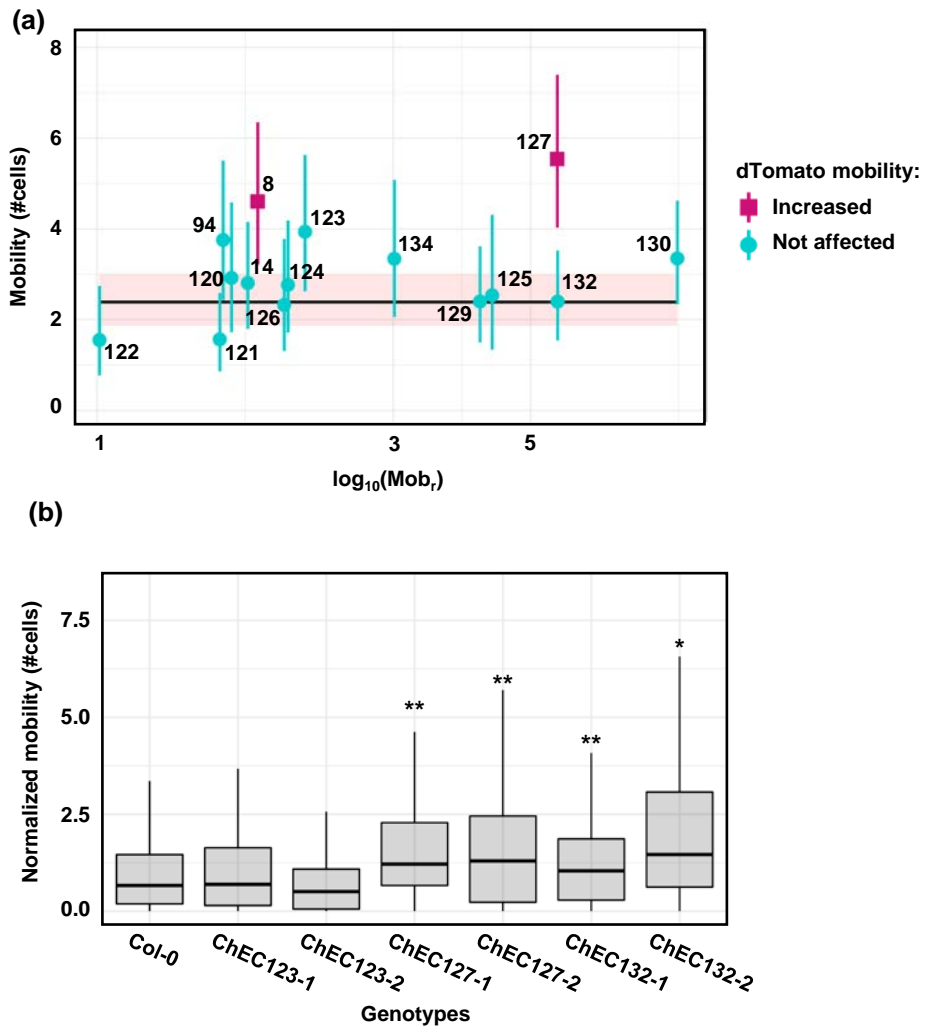 (a)
8
6
4
2
0
Mobility (#cells)
127
8
94
123
134
130
120
14
124
125
132
126
129
122
121
1
3
5
log₁₀(Mobᵣ)
dTomato mobility:
Increased
Not affected
(b)
Normalized mobility (#cells)
7.5
5.0
2.5
0.0
*
**
**
**
Col-0
ChEC123-1
ChEC123-2
ChEC127-1
ChEC127-2
ChEC132-1
ChEC132-2
Genotypes